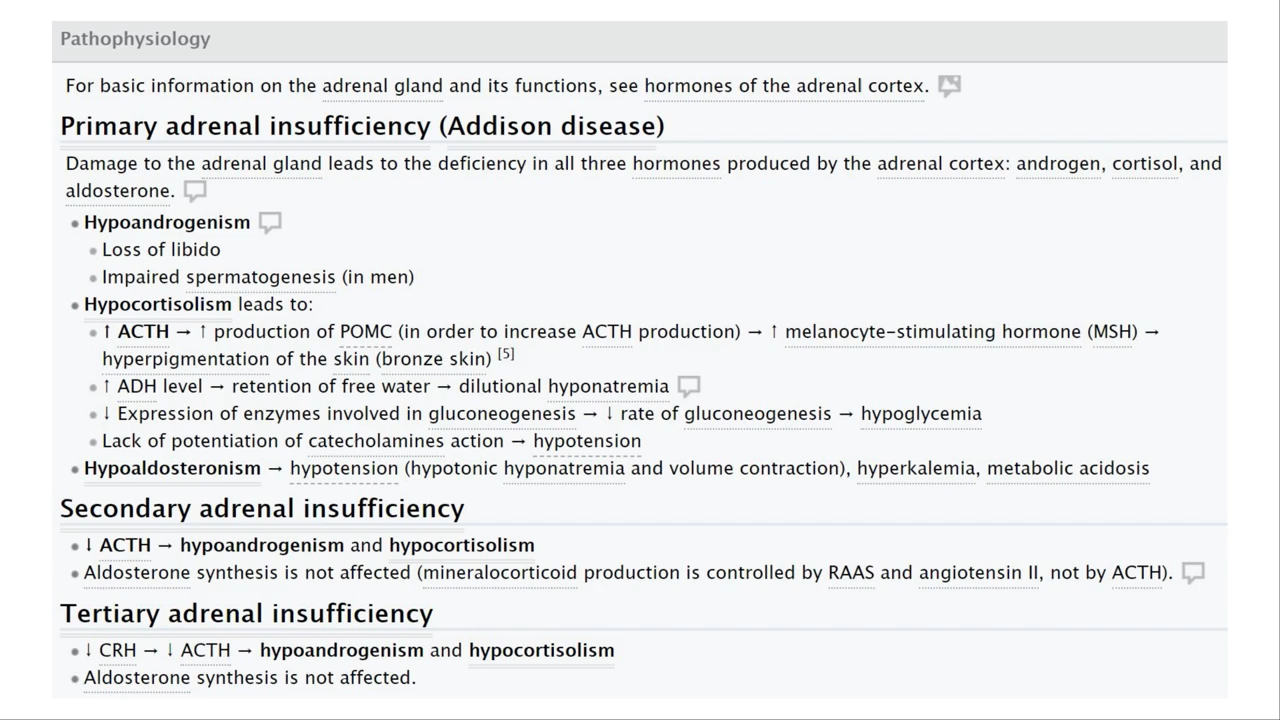 Pathophysiology
For basic information on the adrenal gland and its functions, see hormones of the adrenal cortex.
Primary adrenal insufficiency (Addison disease)
Damage to the adrenal gland leads to the deficiency in all three hormones produced by the adrenal cortex: androgen, cortisol, and
aldosterone.
• Hypoandrogenism
• Loss of libido
• Impaired spermatogenesis (in men)
• Hypocortisolism leads to:
• ↑ ACTH → ↑ production of POMC (in order to increase ACTH production) → ↑ melanocyte-stimulating hormone (MSH) →
hyperpigmentation of the skin (bronze skin) [5]
• ↑ ADH level → retention of free water → dilutional hyponatremia
• ↓ Expression of enzymes involved in gluconeogenesis → ↓ rate of gluconeogenesis → hypoglycemia
• Lack of potentiation of catecholamines action → hypotension
• Hypoaldosteronism → hypotension (hypotonic hyponatremia and volume contraction), hyperkalemia, metabolic acidosis
Secondary adrenal insufficiency
• ↓ ACTH → hypoandrogenism and hypocortisolism
• Aldosterone synthesis is not affected (mineralocorticoid production is controlled by RAAS and angiotensin II, not by ACTH).
Tertiary adrenal insufficiency
• ↓ CRH → ↓ ACTH → hypoandrogenism and hypocortisolism
• Aldosterone synthesis is not affected.